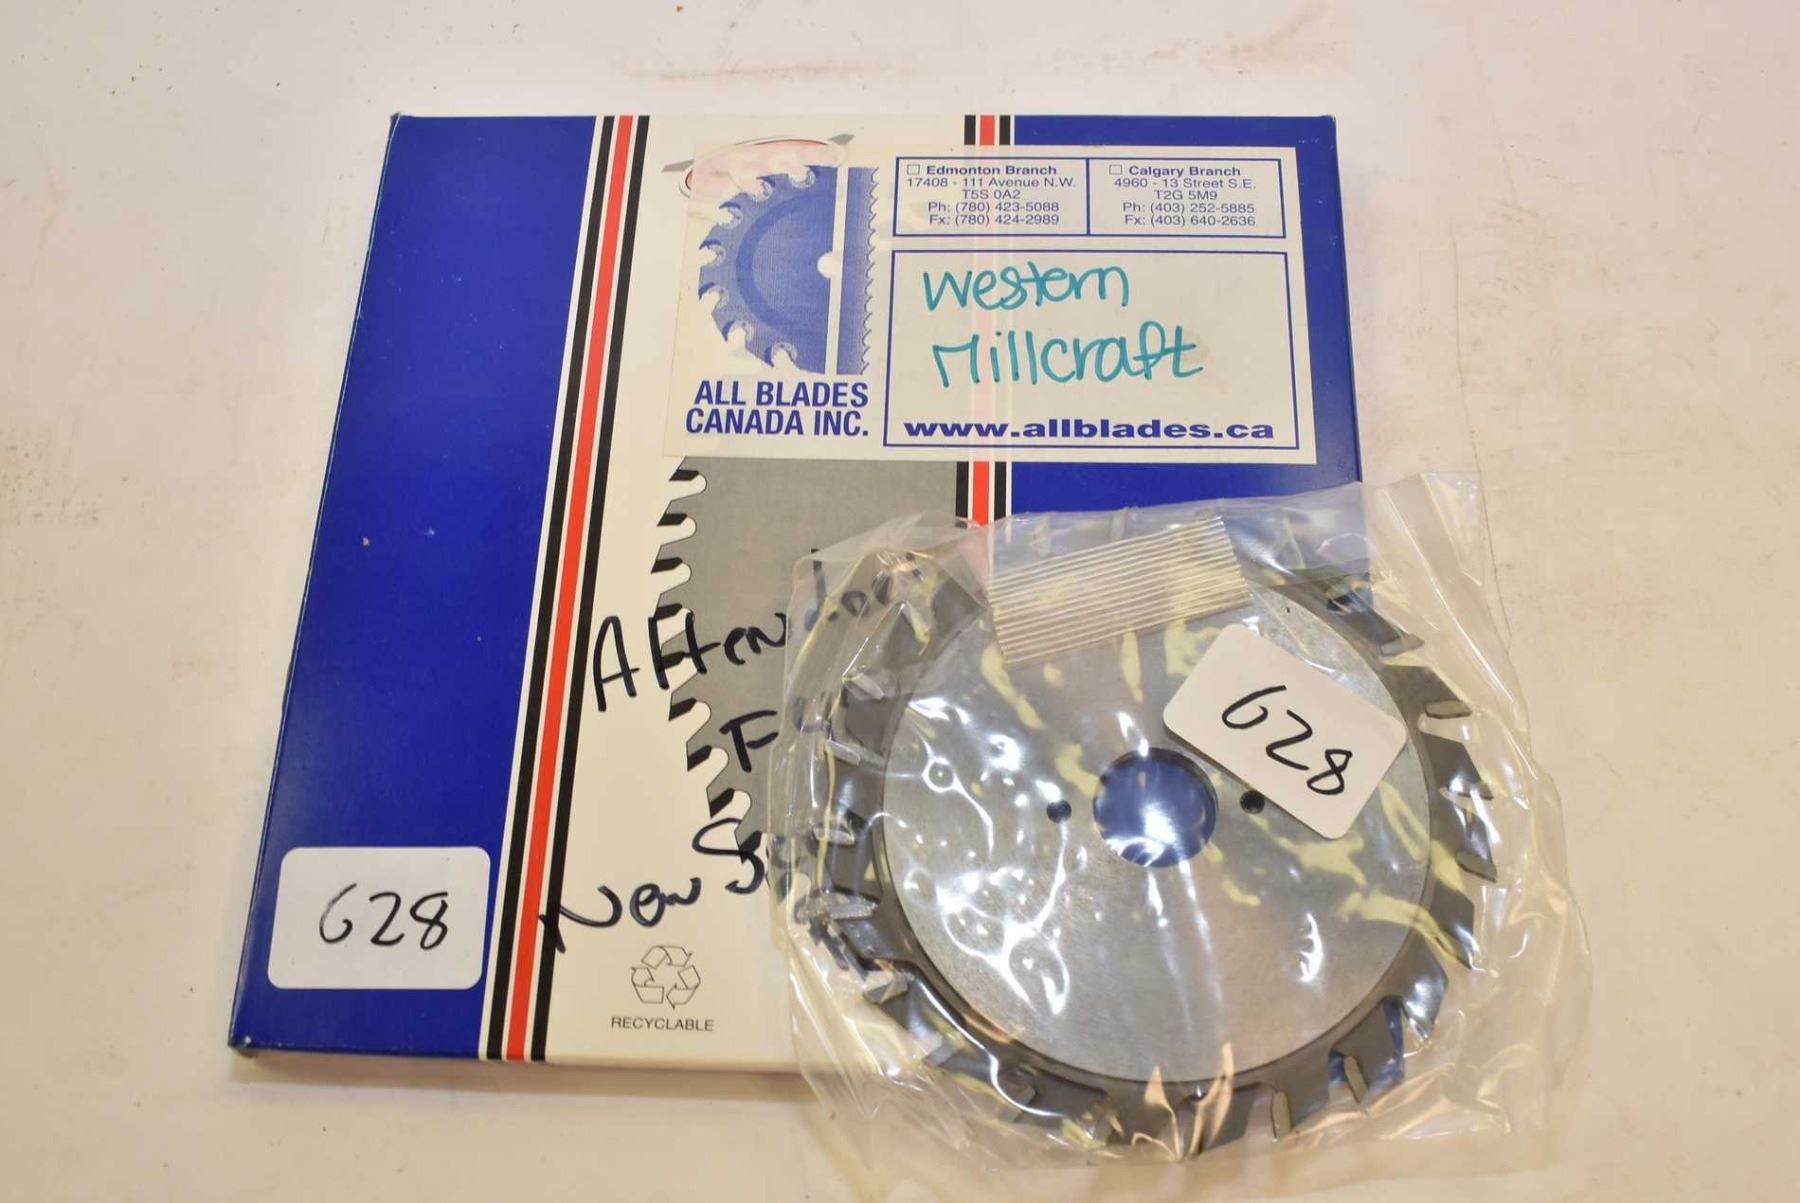 ☐ Edmonton Branch
17408 - 111 Avenue N.W.
T5S 0A2
Ph: (780) 423-5088
Fx: (780) 424-2989
☐ Calgary Branch
4960 - 13 Street S.E.
T2G 5M9
Ph: (403) 252-5885
Fx: (403) 640-2636
Western
Millcraft
www.allblades.ca
ALL BLADES
CANADA INC.
New
628
628
RECYCLABLE